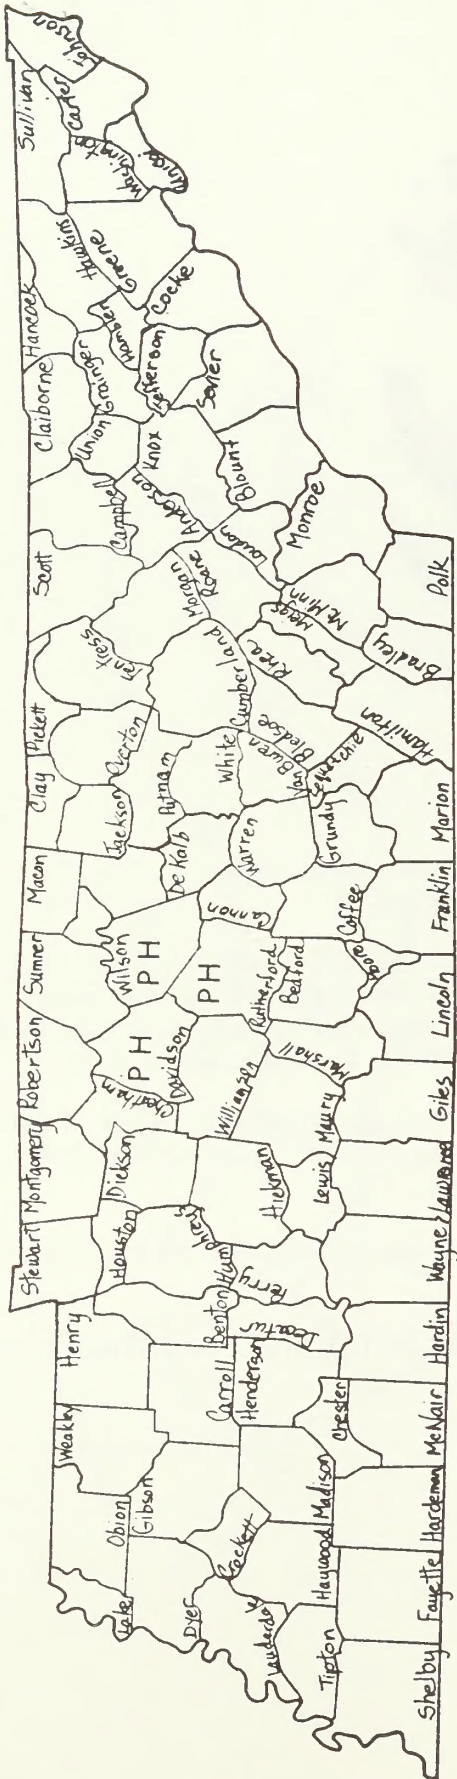 Johnson
Sullivan
Carter
Washington
Unicoi
Hawkins
Greene
Hancock
Hamblen
Cocke
Claiborne
Grainger
Jefferson
Sevier
Union
Knox
Campbell
Anderson
Blount
Scott
Morgan
Roane
Loudon
Monroe
Fentress
Cumberland
Rhea
Meigs
McMinn
Polk
Bradley
Pickett
Overton
Clay
Jackson
Putnam
White
Van Buren
Bledsoe
Sequatchie
Hamilton
Macon
DeKalb
Warren
Grundy
Marion
Sumner
Wilson
PH
Cannon
Coffee
Franklin
Robertson
PH
Rutherford
Bedford
Moore
Lincoln
PH
Davidson
Cheatham
Williamson
Marshall
Giles
Montgomery
Dickson
Maury
Hickman
Lewis
Lawrence
Stewart
Houston
Humphreys
Perry
Wayne
Henry
Benton
Decatur
Hardin
Weakly
Carroll
Henderson
Chester
McNair
Obion
Gibson
Madison
Hardeman
Lake
Dyer
Crockett
Haywood
Fayette
Lauderdale
Tipton
Shelby